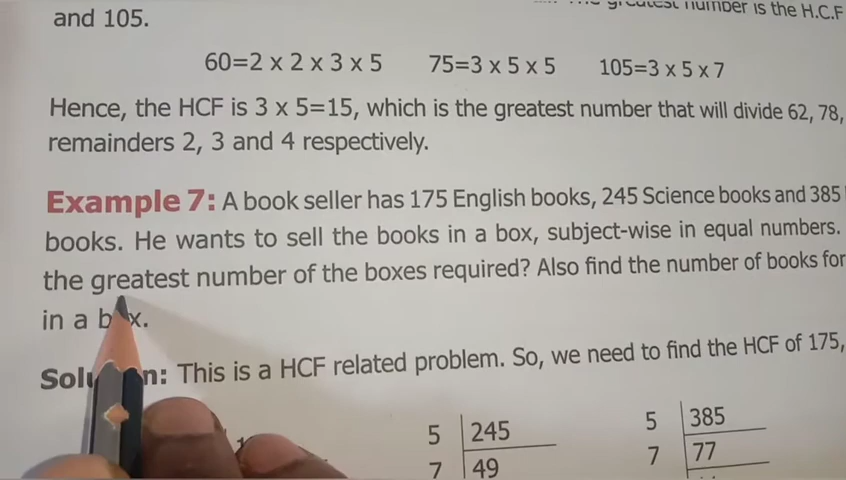 greatest number is the H.C.F
and 105.
60=2 x 2 x 3 x 5 75=3 x 5 x 5 105=3 x 5 x 7
Hence, the HCF is 3 x 5=15, which is the greatest number that will divide 62, 78,
remainders 2, 3 and 4 respectively.
Example 7: A book seller has 175 English books, 245 Science books and 385
books. He wants to sell the books in a box, subject-wise in equal numbers.
the greatest number of the boxes required? Also find the number of books for
in a box.
This is a HCF related problem. So, we need to find the HCF of 175,
5 245 5 385
7 49 7 77